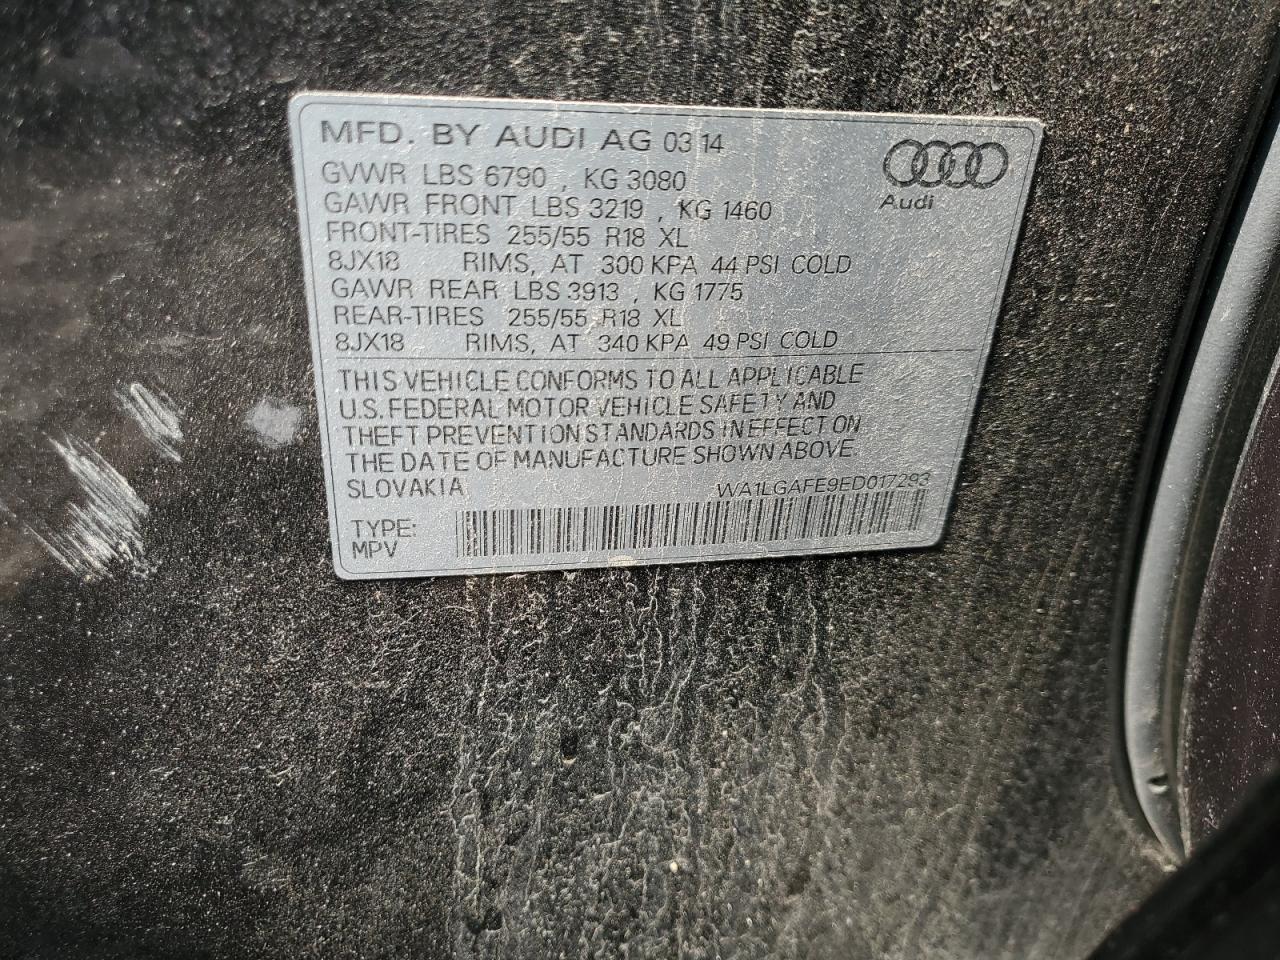 MFD. BY AUDI AG 03 14
GVWR LBS 6790 , KG 3080
GAWR FRONT LBS 3219 , KG 1460
FRONT-TIRES 255/55 R18 XL
8JX18 RIMS, AT 300 KPA 44 PSI COLD
GAWR REAR LBS 3913 , KG 1775
REAR-TIRES 255/55 R18 XL
8JX18 RIMS, AT 340 KPA 49 PSI COLD
Audi
THIS VEHICLE CONFORMS TO ALL APPLICABLE
U.S. FEDERAL MOTOR VEHICLE SAFETY AND
THEFT PREVENTION STANDARDS IN EFFECT ON
THE DATE OF MANUFACTURE SHOWN ABOVE.
SLOVAKIA WA1LGAFE9ED017293
TYPE:
MPV